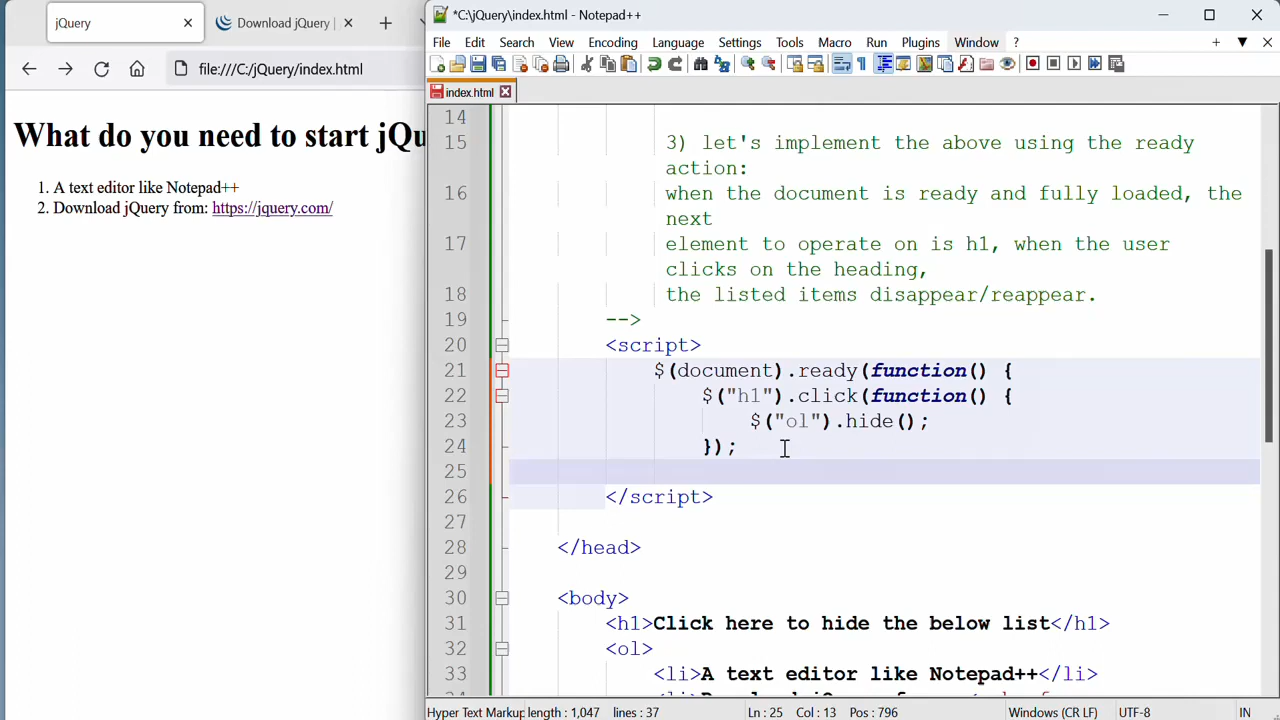 jQuery
Download jQuery |
file:///C:/jQuery/index.html
What do you need to start jQu
1. A text editor like Notepad++
2. Download jQuery from: https://jquery.com/
*C:\jQuery\index.html - Notepad++
File Edit Search View Encoding Language Settings Tools Macro Run Plugins Window ?
index.html
14
15 3) let's implement the above using the ready
action:
16 when the document is ready and fully loaded, the
next
17 element to operate on is h1, when the user
clicks on the heading,
18 the listed items disappear/reappear.
19 -->
20 <script>
21 $(document).ready(function() {
22 $("h1").click(function() {
23 $("ol").hide();
24 });
25
26 </script>
27
28 </head>
29
30 <body>
31 <h1>Click here to hide the below list</h1>
32 <ol>
33 <li>A text editor like Notepad++</li>
Hyper Text Markup length : 1,047 lines : 37 Ln : 25 Col : 13 Pos : 796 Windows (CR LF) UTF-8 IN